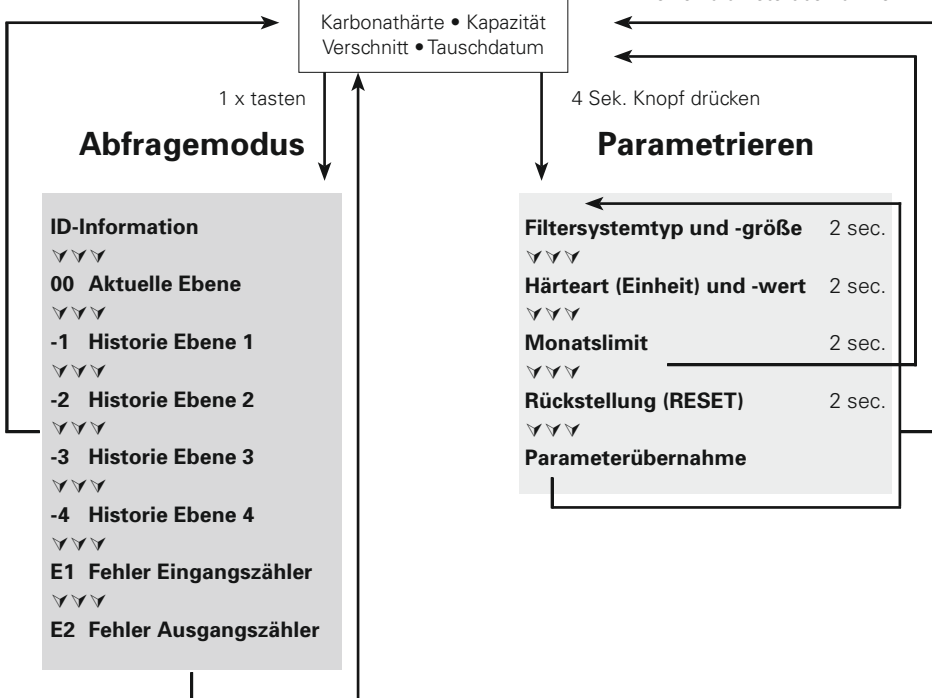 Karbonathärte • Kapazität
Verschnitt • Tauschdatum
1 x tasten
4 Sek. Knopf drücken
Abfragemodus
Parametrieren
ID-Information
00 Aktuelle Ebene
-1 Historie Ebene 1
-2 Historie Ebene 2
-3 Historie Ebene 3
-4 Historie Ebene 4
E1 Fehler Eingangszähler
E2 Fehler Ausgangszähler
Filtersystemtyp und -größe 2 sec.
Härteart (Einheit) und -wert 2 sec.
Monatslimit 2 sec.
Rückstellung (RESET) 2 sec.
Parameterübernahme